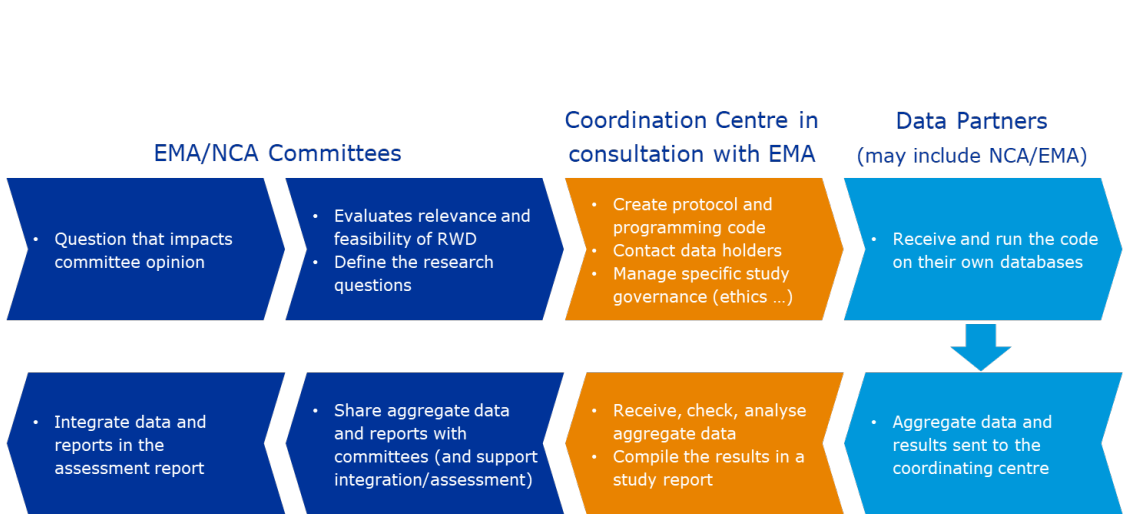 EMA/NCA Committees
Coordination Centre in
consultation with EMA
Data Partners
(may include NCA/EMA)
• Question that impacts
committee opinion
• Evaluates relevance and
feasibility of RWD
• Define the research
questions
• Create protocol and
programming code
• Contact data holders
• Manage specific study
governance (ethics …)
• Receive and run the code
on their own databases
• Integrate data and
reports in the
assessment report
• Share aggregate data
and reports with
committees (and support
integration/assessment)
• Receive, check, analyse
aggregate data
• Compile the results in a
study report
• Aggregate data and
results sent to the
coordinating centre